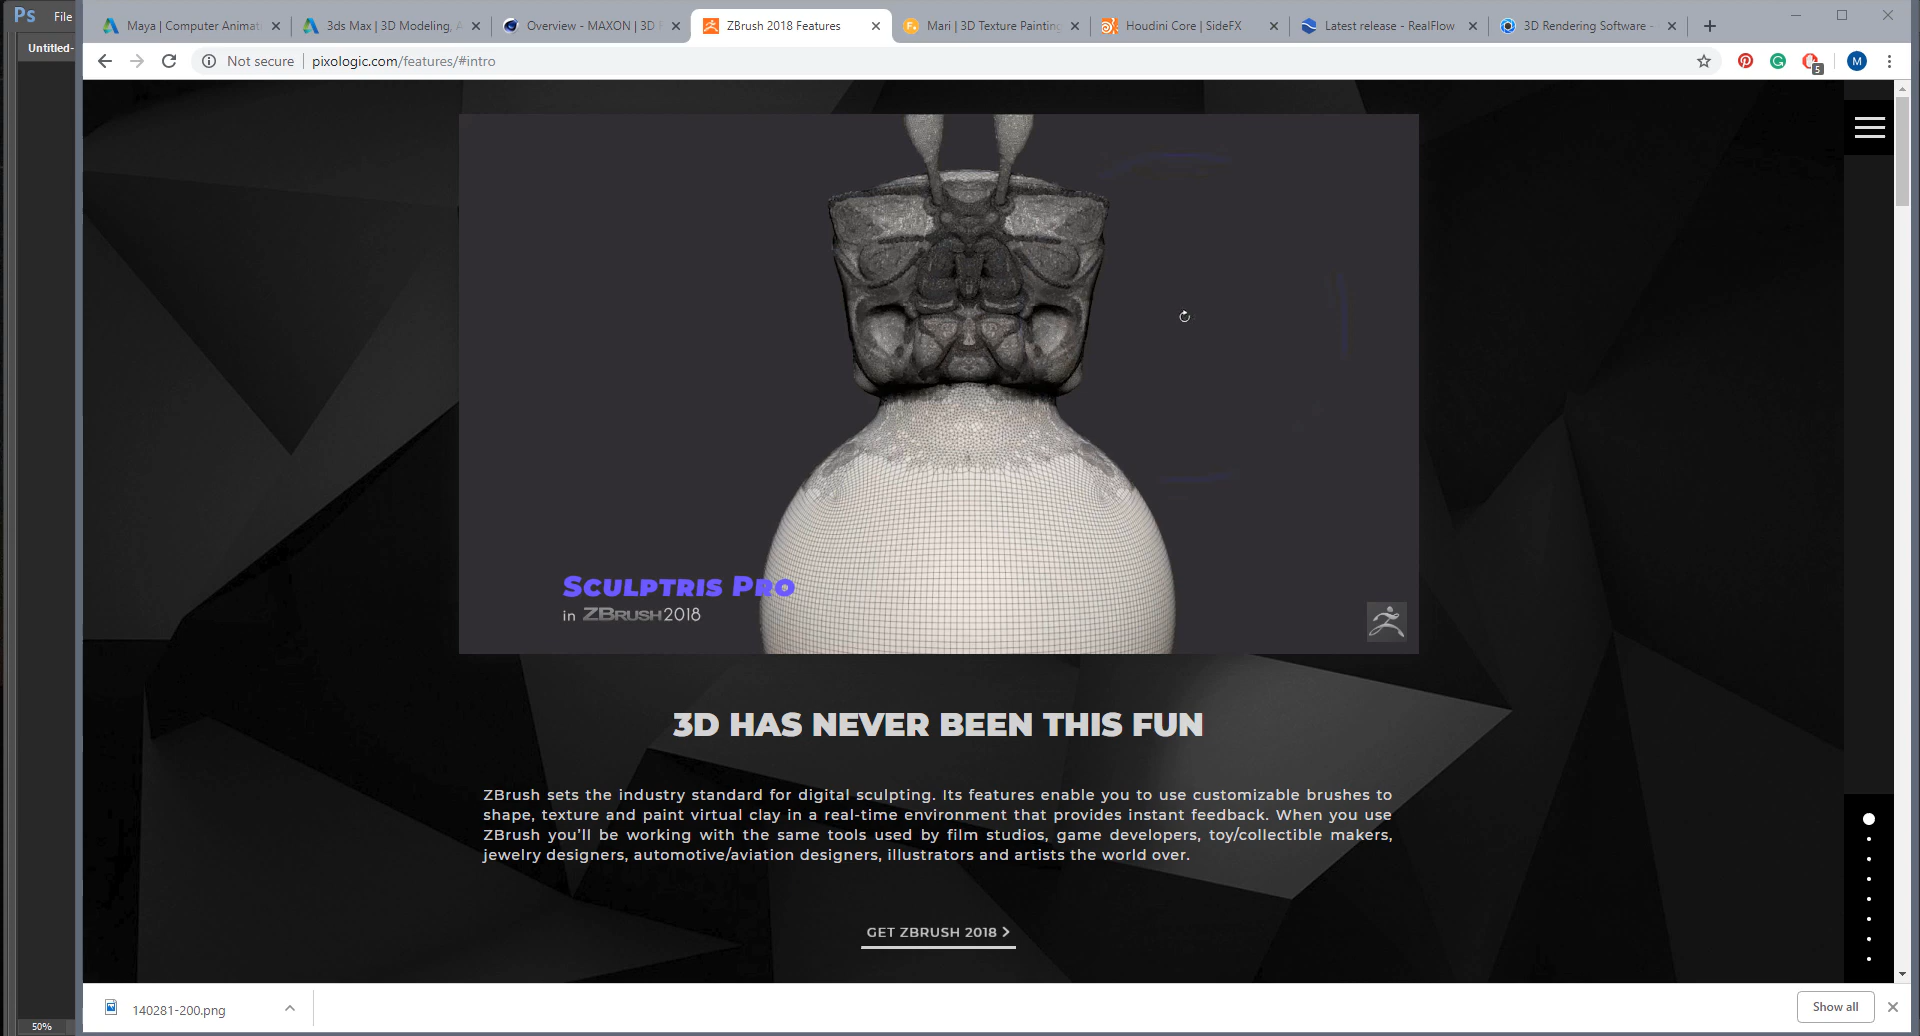 Ps File
Untitled-
Maya | Computer Animat
3ds Max | 3D Modeling, A
Overview - MAXON | 3D F
ZBrush 2018 Features
Mari | 3D Texture Painting
Houdini Core | SideFX
Latest release - RealFlow
3D Rendering Software -
Not secure | pixologic.com/features/#intro
5
M
SCULPTRIS PRO
in ZBRUSH2018
3D HAS NEVER BEEN THIS FUN
ZBrush sets the industry standard for digital sculpting. Its features enable you to use customizable brushes to
shape, texture and paint virtual clay in a real-time environment that provides instant feedback. When you use
ZBrush you'll be working with the same tools used by film studios, game developers, toy/collectible makers,
jewelry designers, automotive/aviation designers, illustrators and artists the world over.
GET ZBRUSH 2018 >
140281-200.png
Show all
50%